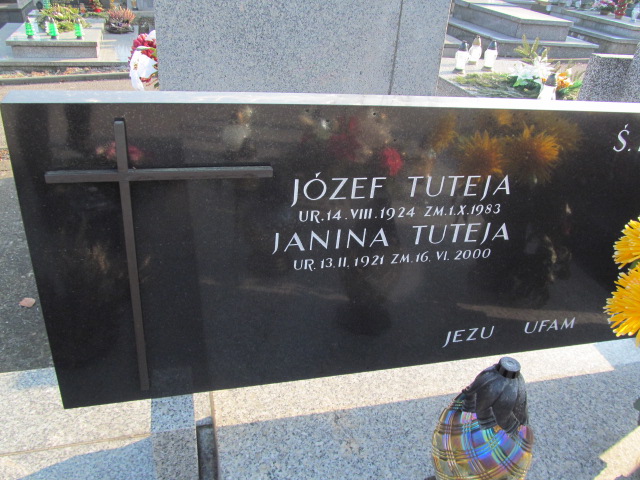 Ś.
JÓZEF TUTEJA
UR. 14. VIII. 1924 ZM. 1. X. 1983
JANINA TUTEJA
UR. 13. II. 1921 ZM. 16. VI. 2000
JEZU UFAM